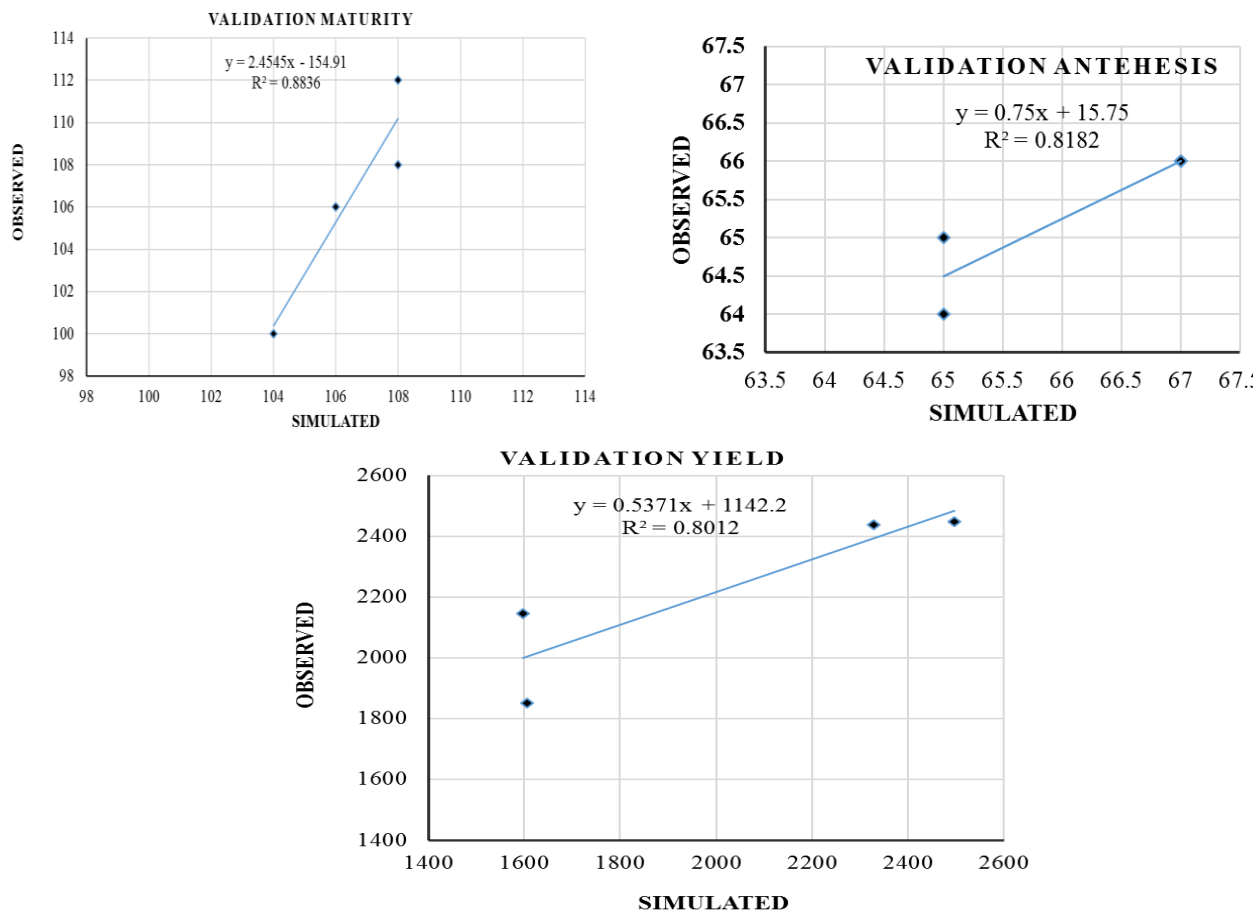 VALIDATION MATURITY
y = 2.4545x - 154.91
R² = 0.8836
OBSERVED
114
112
110
108
106
104
102
100
98
98 100 102 104 106 108 110 112 114
SIMULATED
VALIDATION ANTEHESIS
y = 0.75x + 15.75
R² = 0.8182
OBSERVED
67.5
67
66.5
66
65.5
65
64.5
64
63.5
63.5 64 64.5 65 65.5 66 66.5 67 67.5
SIMULATED
VALIDATION YIELD
y = 0.5371x + 1142.2
R² = 0.8012
OBSERVED
2600
2400
2200
2000
1800
1600
1400
1400 1600 1800 2000 2200 2400 2600
SIMULATED